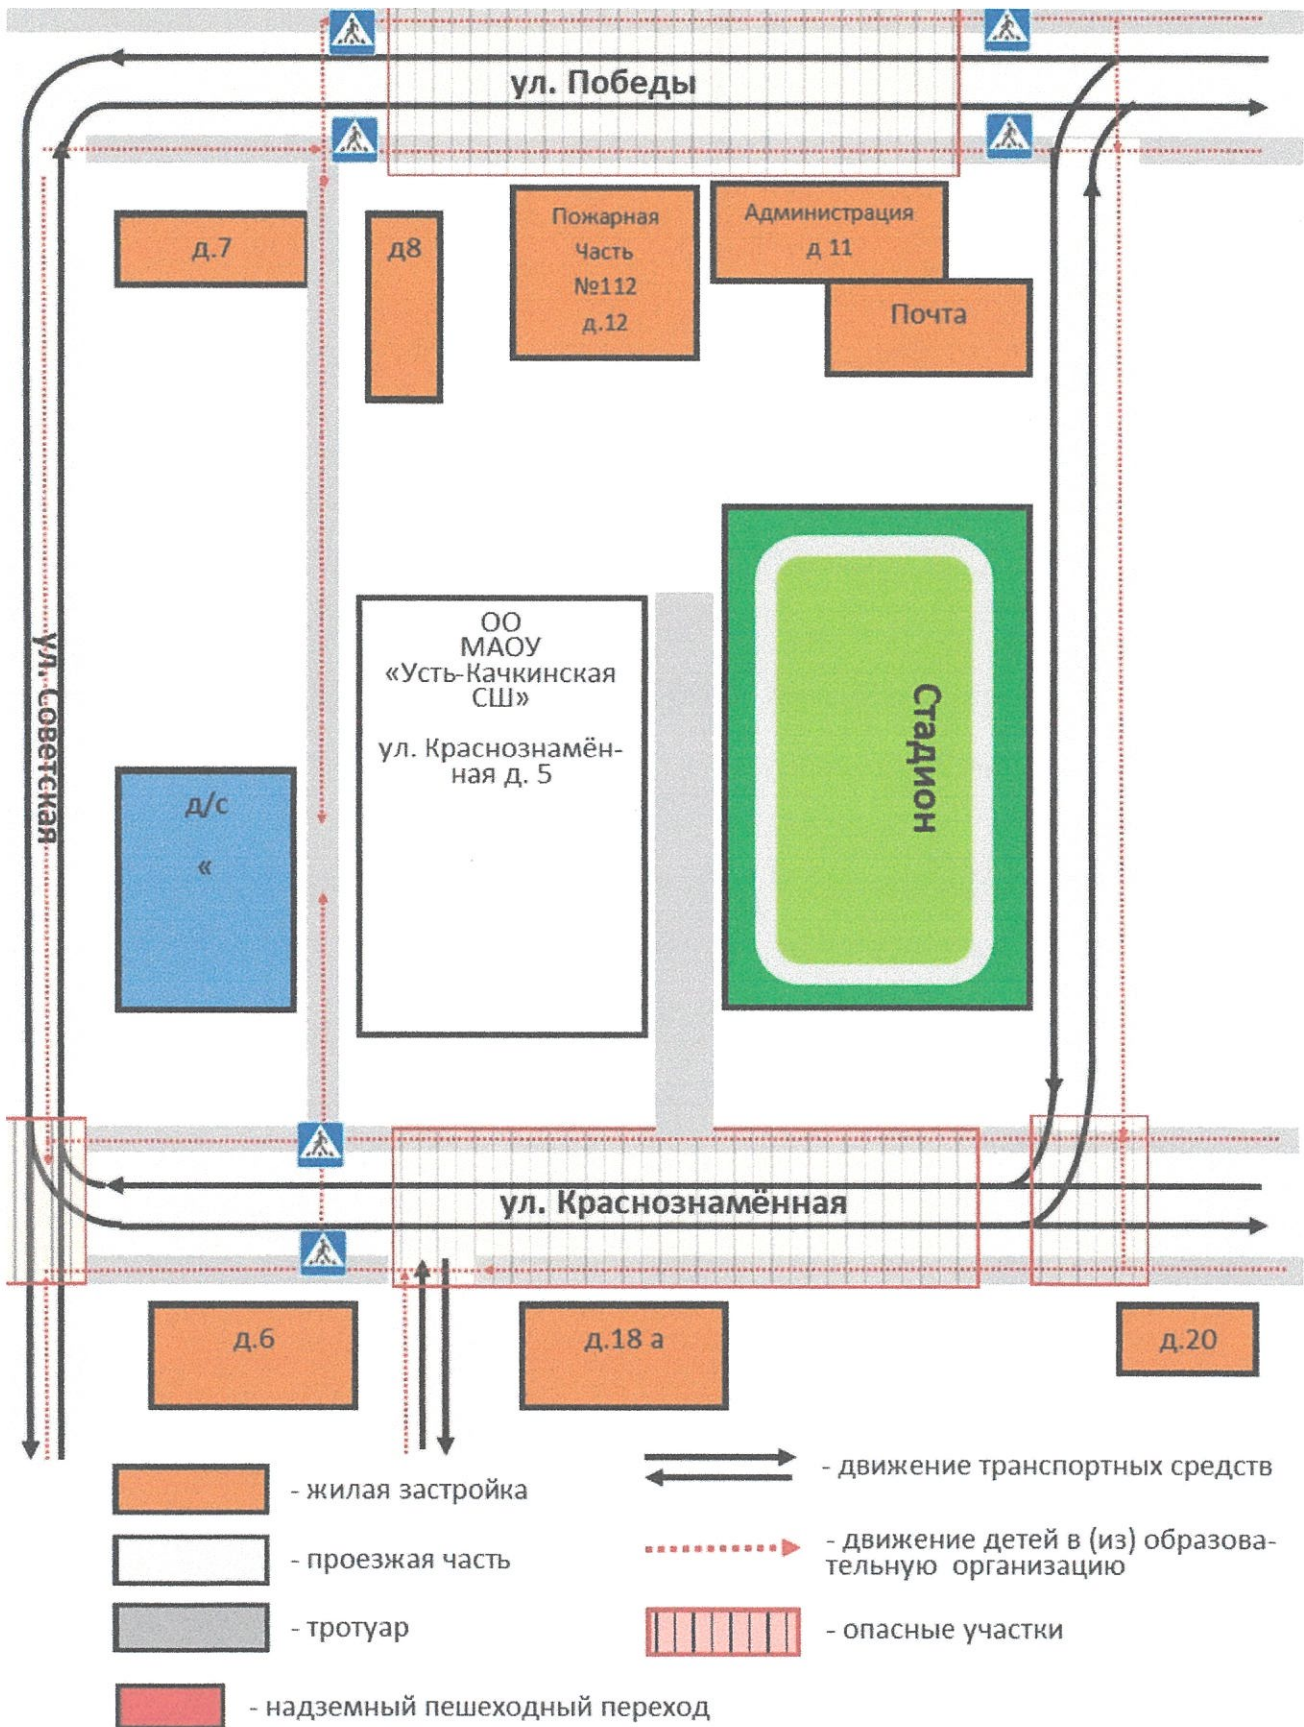 ул. Победы
д.7
д8
Пожарная
Часть
№112
д.12
Администрация
д 11
Почта
ул. Советская
ОО
МАОУ
«Усть-Качкинская
СШ»
ул. Краснознамён-
ная д. 5
Стадион
д/с
«
ул. Краснознамённая
д.6
д.18 а
д.20
- жилая застройка
- проезжая часть
- тротуар
- надземный пешеходный переход
- движение транспортных средств
- движение детей в (из) образова-
тельную организацию
- опасные участки